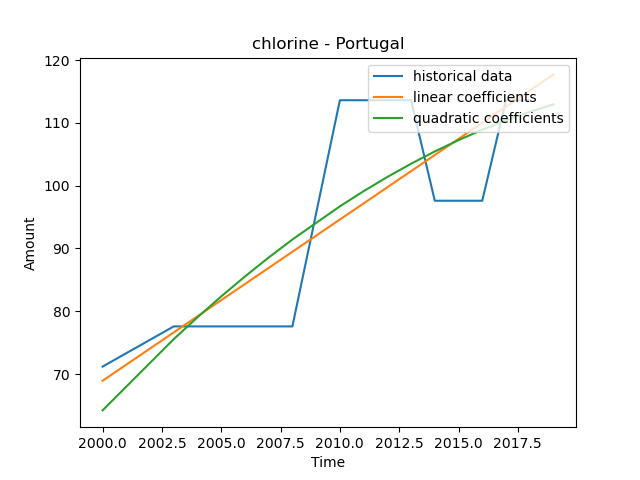 chlorine - Portugal
historical data
linear coefficients
quadratic coefficients
Amount
120
110
100
90
80
70
2000.0 2002.5 2005.0 2007.5 2010.0 2012.5 2015.0 2017.5
Time